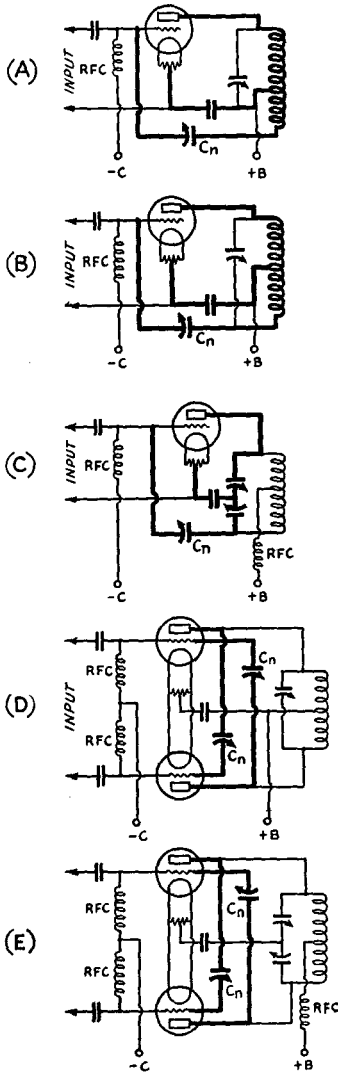 (A)
INPUT
RFC
Cn
-C
+B
(B)
INPUT
RFC
Cn
-C
+B
(C)
INPUT
RFC
Cn
RFC
-C
+B
(D)
INPUT
RFC
RFC
Cn
Cn
-C
+B
(E)
RFC
RFC
Cn
Cn
RFC
-C
+B